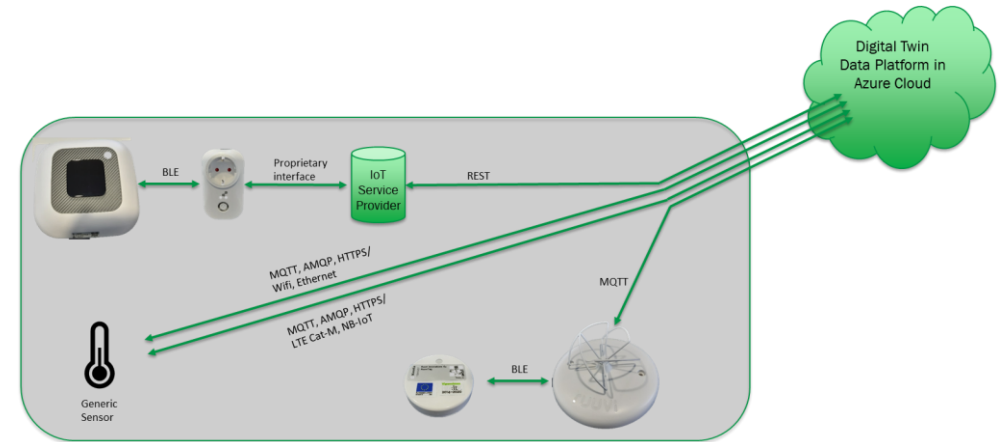 Digital Twin
Data Platform in
Azure Cloud
BLE
Proprietary
interface
IoT
Service
Provider
REST
MQTT, AMQP, HTTPS/
Wifi, Ethernet
MQTT, AMQP, HTTPS/
LTE Cat-M, NB-IoT
MQTT
Generic
Sensor
BLE
RUUVI